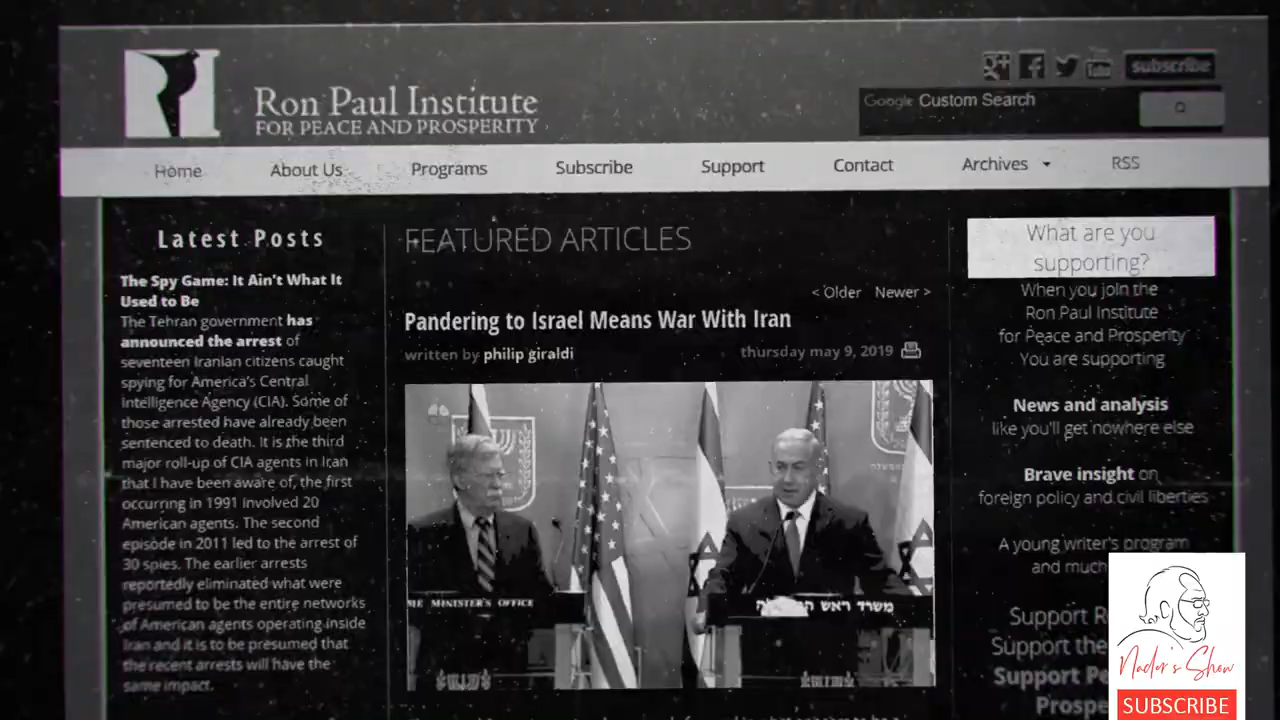 Ron Paul Institute
FOR PEACE AND PROSPERITY
You
Tube
subscribe
Google Custom Search
Home
About Us
Programs
Subscribe
Support
Contact
Archives
RSS
Latest Posts
The Spy Game: It Ain't What It
Used to Be
The Tehran government has
announced the arrest of
seventeen Iranian citizens caught
spying for America's Central
Intelligence Agency (CIA). Some of
those arrested have already been
sentenced to death. It is the third
major roll-up of CIA agents in Iran
that I have been aware of, the first
occurring in 1991 involved 20
American agents. The second
episode in 2011 led to the arrest of
30 spies. The earlier arrests
reportedly eliminated what were
presumed to be the entire networks
of American agents operating inside
Iran and it is to be presumed that
the recent arrests will have the
same impact.
FEATURED ARTICLES
< Older Newer >
Pandering to Israel Means War With Iran
written by philip giraldi
thursday may 9, 2019
MINISTER'S OFFICE
משרד ראש
What are you
supporting?
When you join the
Ron Paul Institute
for Peace and Prosperity
You are supporting
News and analysis
like you'll get nowhere else
Brave insight on
foreign policy and civil liberties
A young writer's program
and much
Support
Support the
Support
Nader's Show
SUBSCRIBE